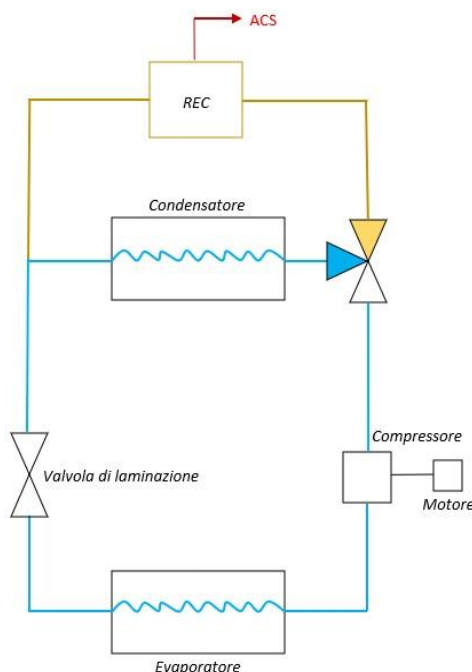 ACS
REC
Condensatore
Compressore
Valvola di laminazione
Motore
Evaporatore